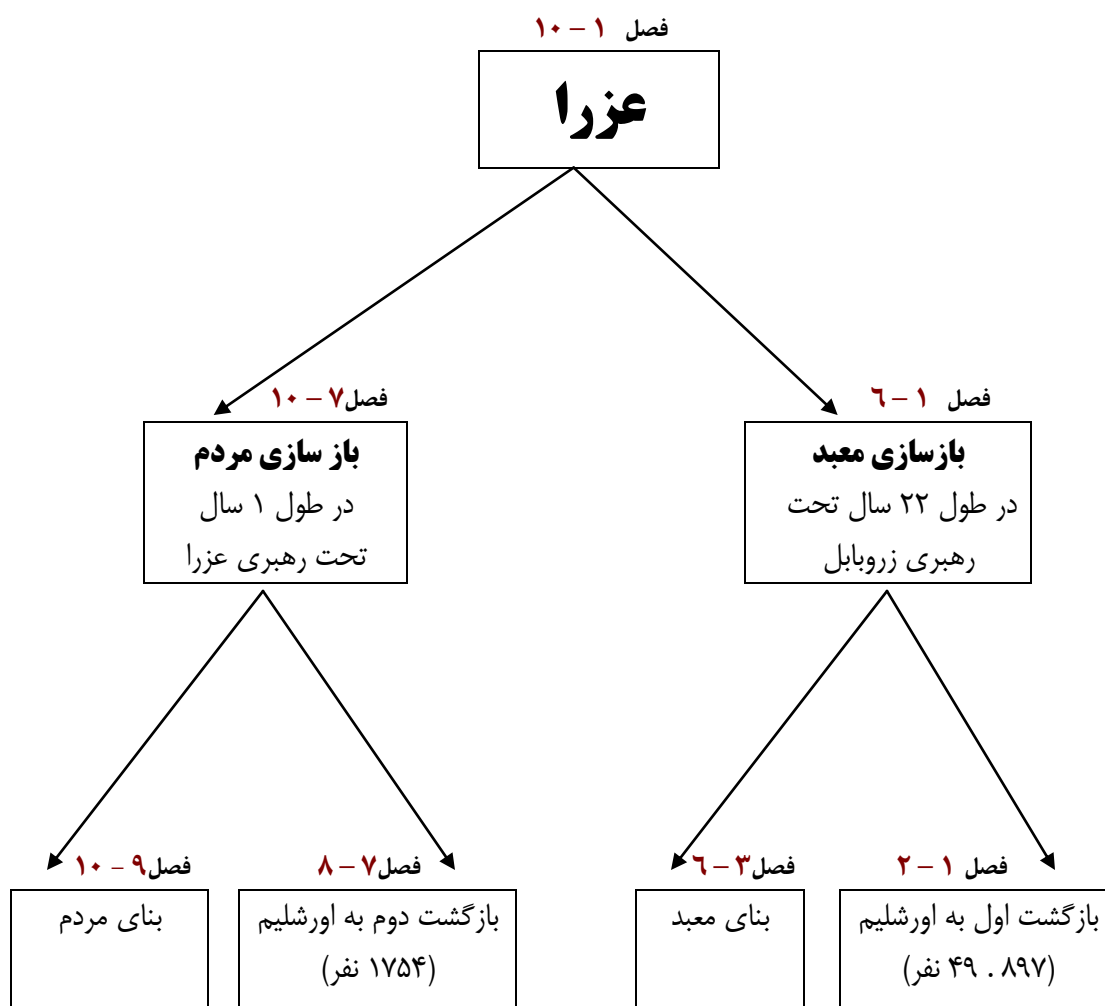 فصل ۱ – ۱۰
عزرا
فصل ۱ – ٦
بازسازی معبد
در طول ۲۲ سال تحت
رهبری زروبابل
فصل۷ – ۱۰
باز سازی مردم
در طول ۱ سال
تحت رهبری عزرا
فصل ۱ – ۲
بازگشت اول به اورشلیم
(۴۹ . ۸۹۷ نفر)
فصل۳ – ٦
بنای معبد
فصل۷ – ۸
بازگشت دوم به اورشلیم
(۱۷۵۴ نفر)
فصل۹ – ۱۰
بنای مردم